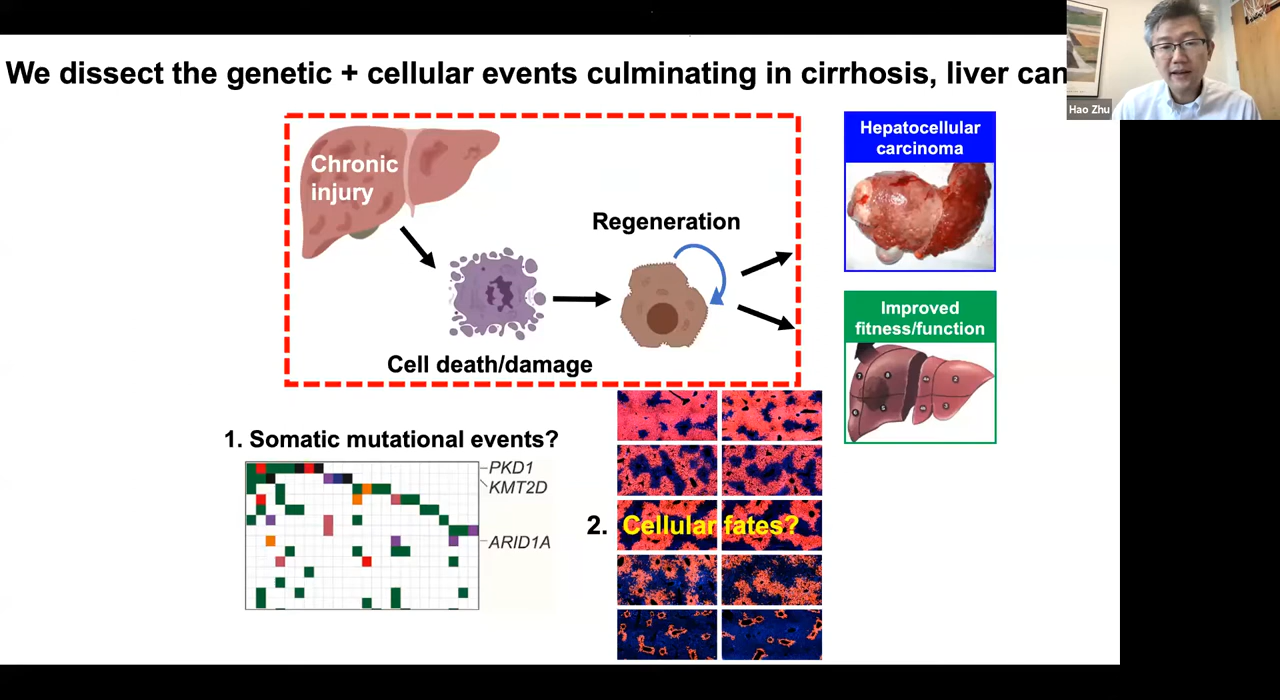 We dissect the genetic + cellular events culminating in cirrhosis, liver can
Hao Zhu
Chronic
injury
Regeneration
Cell death/damage
Hepatocellular
carcinoma
Improved
fitness/function
1. Somatic mutational events?
PKD1
KMT2D
ARID1A
2. Cellular fates?